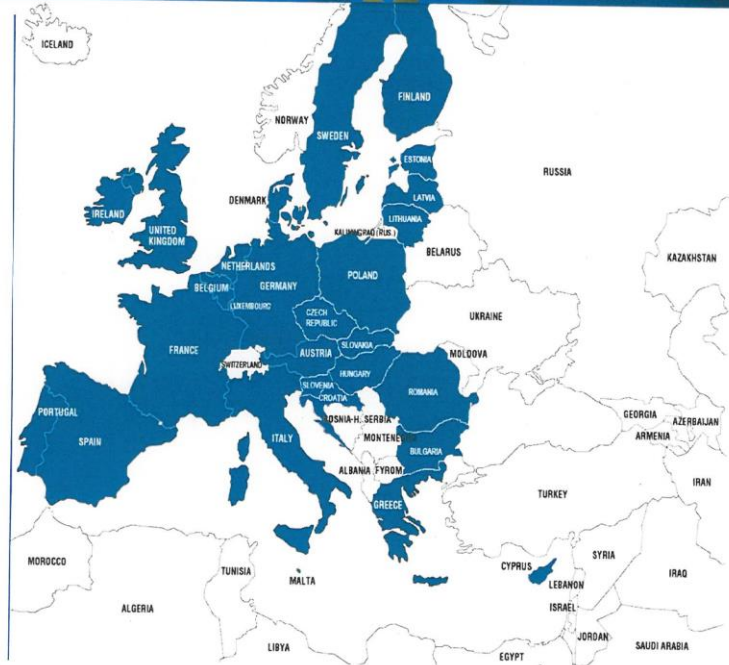 ICELAND
FINLAND
NORWAY
SWEDEN
ESTONIA
RUSSIA
LATVIA
DENMARK
LITHUANIA
IRELAND
UNITED
KINGDOM
KALININGRAD (RUS.)
BELARUS
KAZAKHSTAN
NETHERLANDS
POLAND
BELGIUM
GERMANY
LUXEMBOURG
CZECH
REPUBLIC
UKRAINE
SLOVAKIA
FRANCE
AUSTRIA
MOLDOVA
SWITZERLAND
HUNGARY
SLOVENIA
ROMANIA
CROATIA
PORTUGAL
BOSNIA-H. SERBIA
GEORGIA
AZERBAIJAN
SPAIN
ITALY
MONTENEGRO
ARMENIA
BULGARIA
ALBANIA
FYROM
IRAN
TURKEY
GREECE
MOROCCO
TUNISIA
MALTA
CYPRUS
SYRIA
LEBANON
IRAQ
ALGERIA
ISRAEL
JORDAN
LIBYA
EGYPT
SAUDI ARABIA